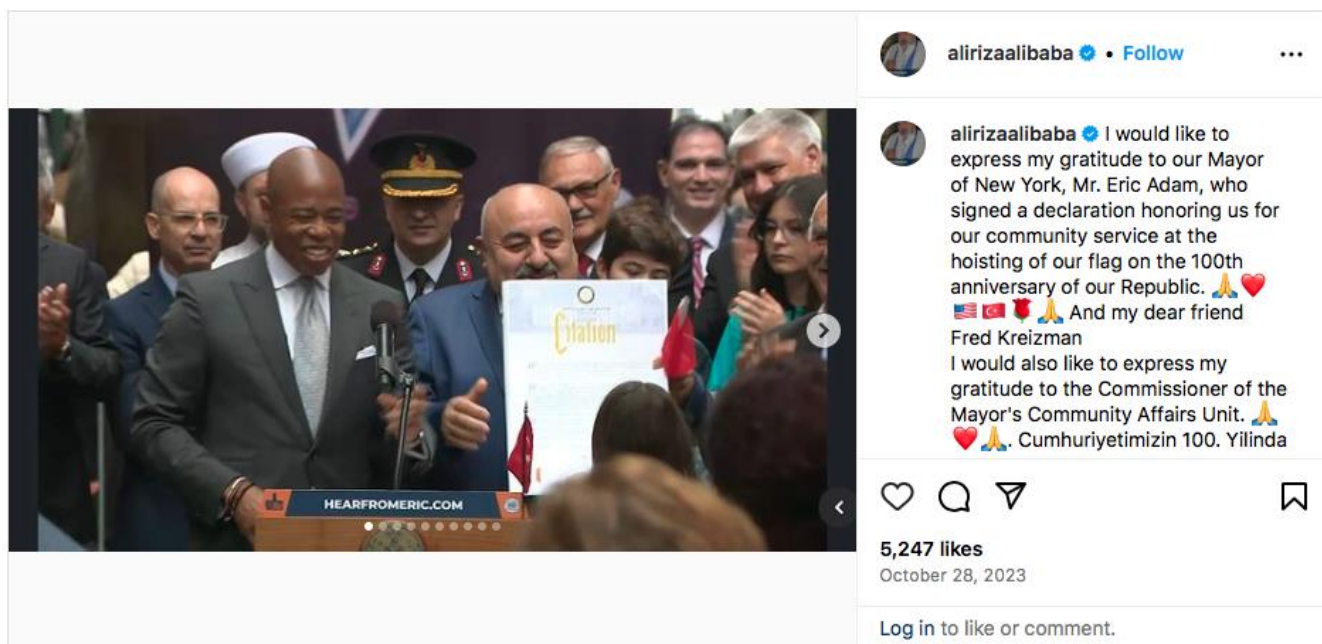 alirizaalibaba • Follow
alirizaalibaba I would like to
express my gratitude to our Mayor
of New York, Mr. Eric Adam, who
signed a declaration honoring us for
our community service at the
hoisting of our flag on the 100th
anniversary of our Republic. 🙏❤️
🇺🇸🇹🇷🌹🙏 And my dear friend
Fred Kreizman
I would also like to express my
gratitude to the Commissioner of the
Mayor's Community Affairs Unit. 🙏
❤️🙏. Cumhuriyetimizin 100. Yilinda
Citation
HEARFROMERIC.COM
5,247 likes
October 28, 2023
Log in to like or comment.